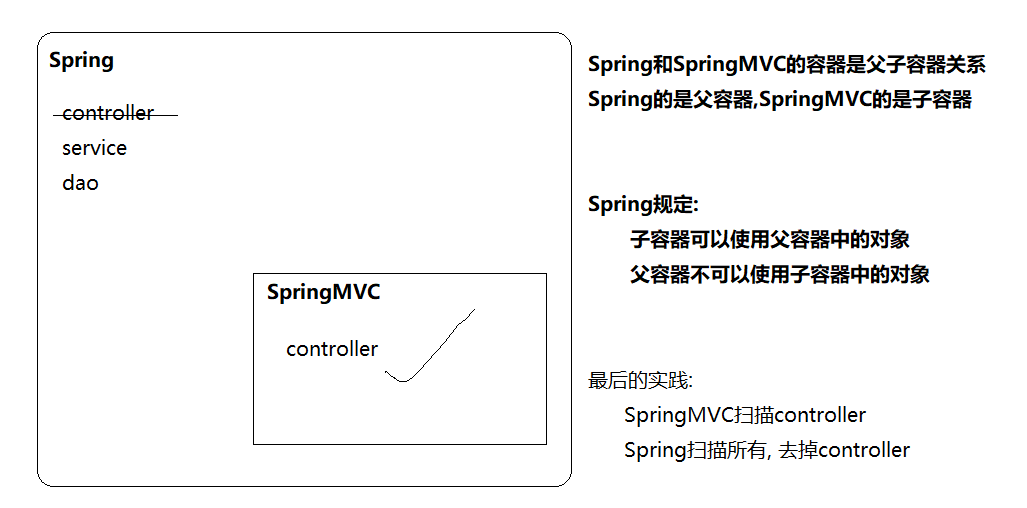 Spring
controller
service
dao
SpringMVC
controller
Spring和SpringMVC的容器是父子容器关系
Spring的是父容器,SpringMVC的是子容器
Spring规定:
子容器可以使用父容器中的对象
父容器不可以使用子容器中的对象
最后的实践:
SpringMVC扫描controller
Spring扫描所有, 去掉controller